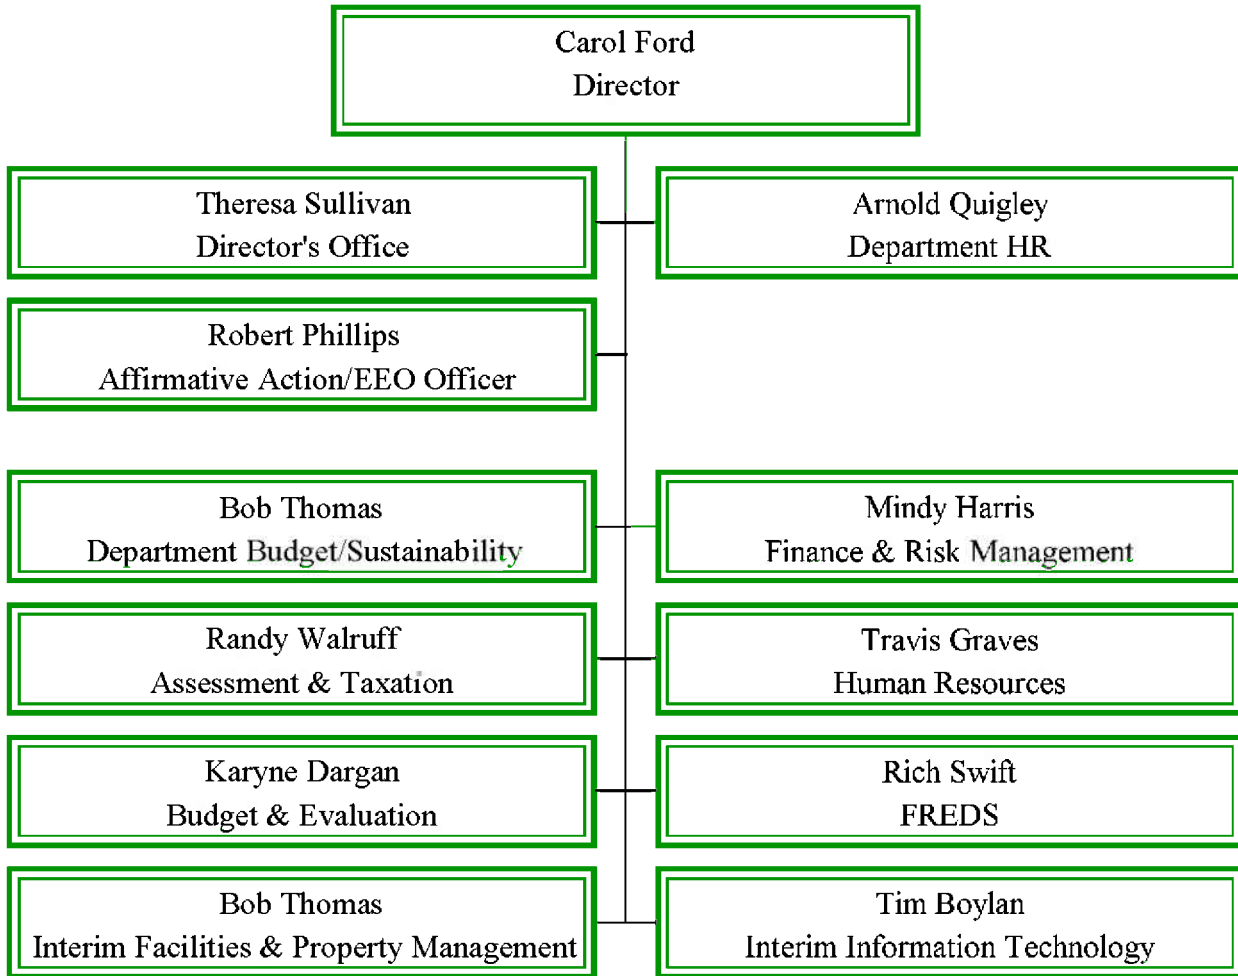 Carol Ford
Director
Theresa Sullivan
Director's Office
Arnold Quigley
Department HR
Robert Phillips
Affirmative Action/EEO Officer
Bob Thomas
Department Budget/Sustainability
Mindy Harris
Finance & Risk Management
Randy Walruff
Assessment & Taxation
Travis Graves
Human Resources
Karyne Dargan
Budget & Evaluation
Rich Swift
FREDS
Bob Thomas
Interim Facilities & Property Management
Tim Boylan
Interim Information Technology